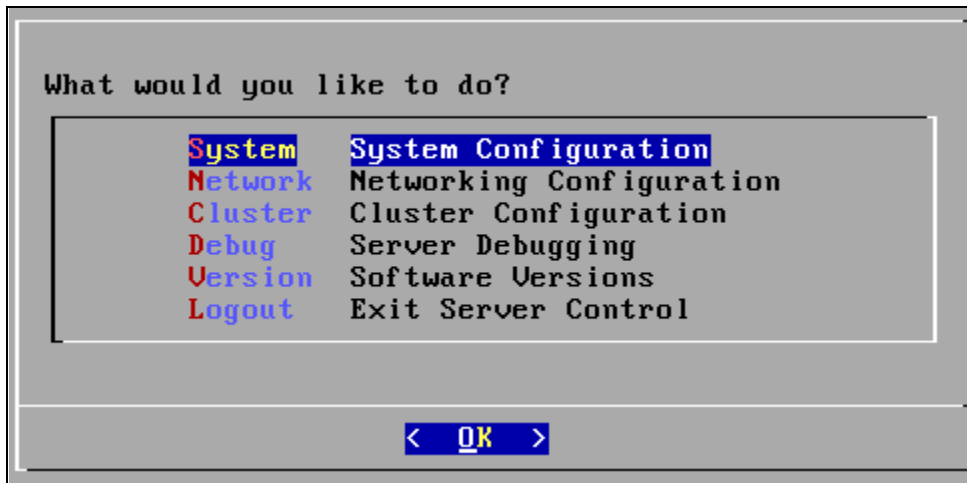 What would you like to do?
System System Configuration
Network Networking Configuration
Cluster Cluster Configuration
Debug Server Debugging
Version Software Versions
Logout Exit Server Control
< OK >